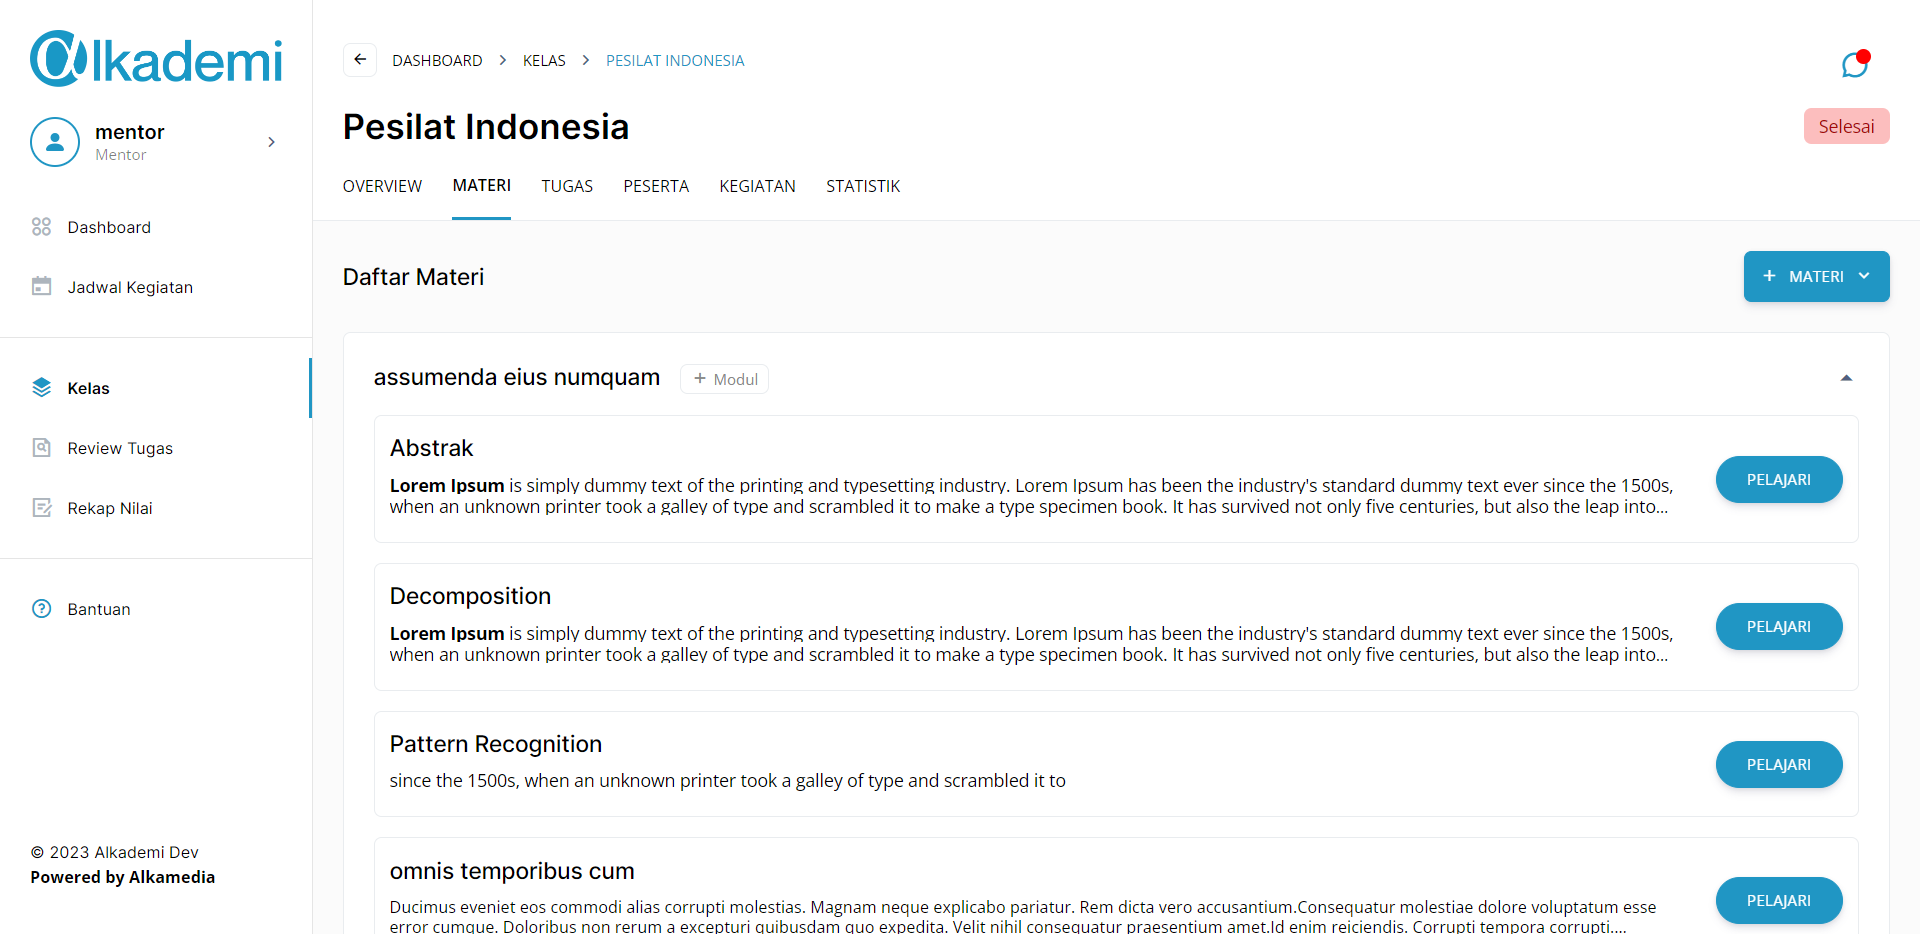 @lkademi
mentor
Mentor
Dashboard
Jadwal Kegiatan
Kelas
Review Tugas
Rekap Nilai
Bantuan
© 2023 Alkademi Dev
Powered by Alkamedia
DASHBOARD > KELAS > PESILAT INDONESIA
Pesilat Indonesia
Selesai
OVERVIEW MATERI TUGAS PESERTA KEGIATAN STATISTIK
Daftar Materi
+ MATERI
assumenda eius numquam
+ Modul
Abstrak
Lorem Ipsum is simply dummy text of the printing and typesetting industry. Lorem Ipsum has been the industry's standard dummy text ever since the 1500s,
when an unknown printer took a galley of type and scrambled it to make a type specimen book. It has survived not only five centuries, but also the leap into...
PELAJARI
Decomposition
Lorem Ipsum is simply dummy text of the printing and typesetting industry. Lorem Ipsum has been the industry's standard dummy text ever since the 1500s,
when an unknown printer took a galley of type and scrambled it to make a type specimen book. It has survived not only five centuries, but also the leap into...
PELAJARI
Pattern Recognition
since the 1500s, when an unknown printer took a galley of type and scrambled it to
PELAJARI
omnis temporibus cum
Ducimus eveniet eos commodi alias corrupti molestias. Magnam neque explicabo pariatur. Rem dicta vero accusantium.Consequatur molestiae dolore voluptatum esse
error cumque. Doloribus non rerum a excepturi quibusdam quo expedita. Velit nihil consequatur praesentium amet.Id enim reiciendis. Corrupti tempora corrupti....
PELAJARI